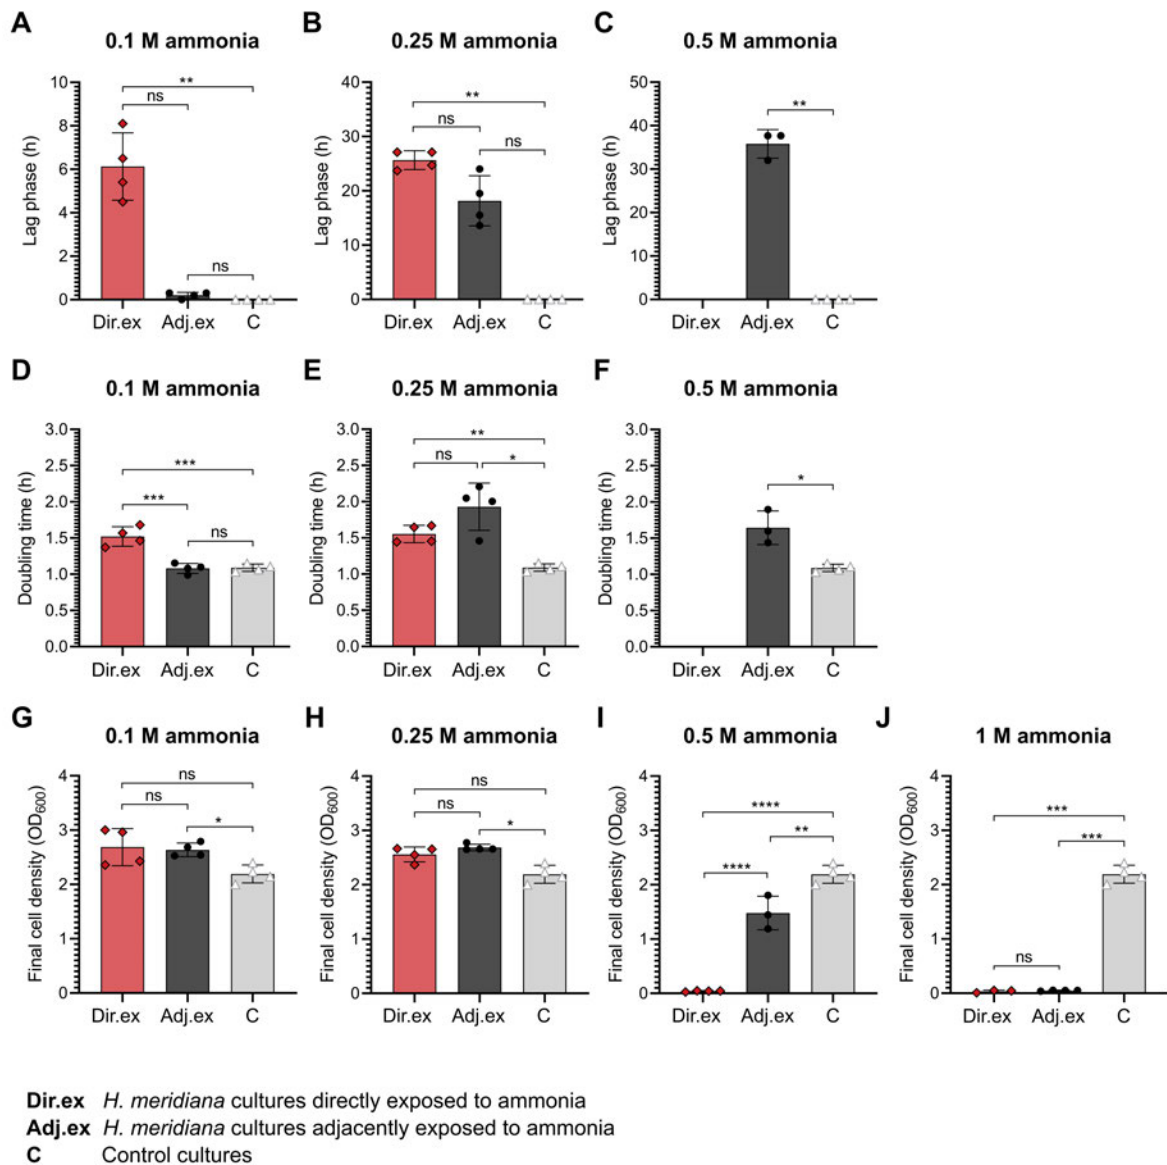 A
0.1 M ammonia
B
0.25 M ammonia
C
0.5 M ammonia
Lag phase (h)
10
8
6
4
2
0
**
ns
ns
Dir.ex Adj.ex C
Lag phase (h)
40
30
20
10
0
**
ns
ns
Dir.ex Adj.ex C
Lag phase (h)
50
40
30
20
10
0
**
Dir.ex Adj.ex C
D
0.1 M ammonia
E
0.25 M ammonia
F
0.5 M ammonia
Doubling time (h)
3.0
2.5
2.0
1.5
1.0
0.5
0.0
***
***
ns
Dir.ex Adj.ex C
Doubling time (h)
3.0
2.5
2.0
1.5
1.0
0.5
0.0
**
ns
*
Dir.ex Adj.ex C
Doubling time (h)
3.0
2.5
2.0
1.5
1.0
0.5
0.0
*
Dir.ex Adj.ex C
G
0.1 M ammonia
H
0.25 M ammonia
I
0.5 M ammonia
J
1 M ammonia
Final cell density (OD600)
4
3
2
1
0
ns
ns
*
Dir.ex Adj.ex C
Final cell density (OD600)
4
3
2
1
0
ns
ns
*
Dir.ex Adj.ex C
Final cell density (OD600)
4
3
2
1
0
****
**
****
Dir.ex Adj.ex C
Final cell density (OD600)
4
3
2
1
0
***
***
ns
Dir.ex Adj.ex C
Dir.ex H. meridiana cultures directly exposed to ammonia
Adj.ex H. meridiana cultures adjacently exposed to ammonia
C Control cultures